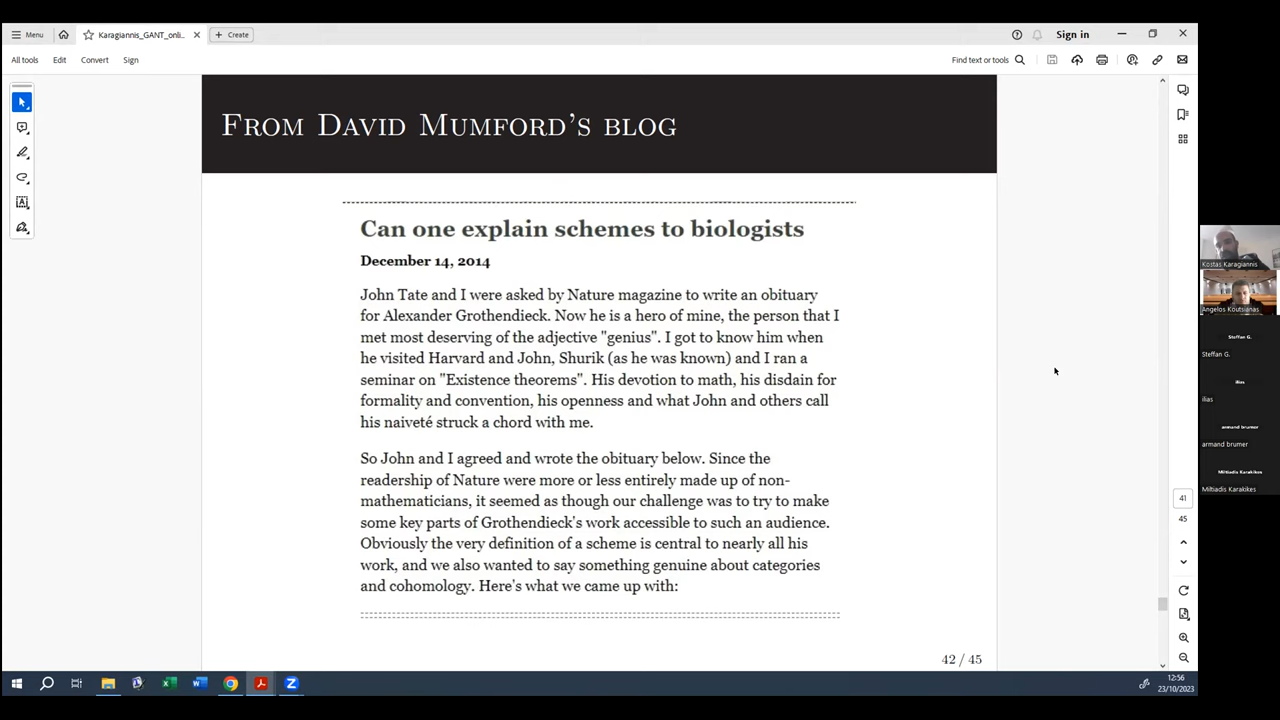 Menu
Karagiannis_GANT_onli...
Create
Sign in
All tools
Edit
Convert
Sign
Find text or tools
From David Mumford's blog
Can one explain schemes to biologists
December 14, 2014
John Tate and I were asked by Nature magazine to write an obituary
for Alexander Grothendieck. Now he is a hero of mine, the person that I
met most deserving of the adjective "genius". I got to know him when
he visited Harvard and John, Shurik (as he was known) and I ran a
seminar on "Existence theorems". His devotion to math, his disdain for
formality and convention, his openness and what John and others call
his naiveté struck a chord with me.
So John and I agreed and wrote the obituary below. Since the
readership of Nature were more or less entirely made up of non-
mathematicians, it seemed as though our challenge was to try to make
some key parts of Grothendieck's work accessible to such an audience.
Obviously the very definition of a scheme is central to nearly all his
work, and we also wanted to say something genuine about categories
and cohomology. Here's what we came up with:
42 / 45
Kostas Karagiannis
Angelos Koutsianas
Steffan G.
Steffan G.
ilias
ilias
armand brumer
armand brumer
Miltiadis Karakikes
Miltiadis Karakikes
41
45
12:56
23/10/2023